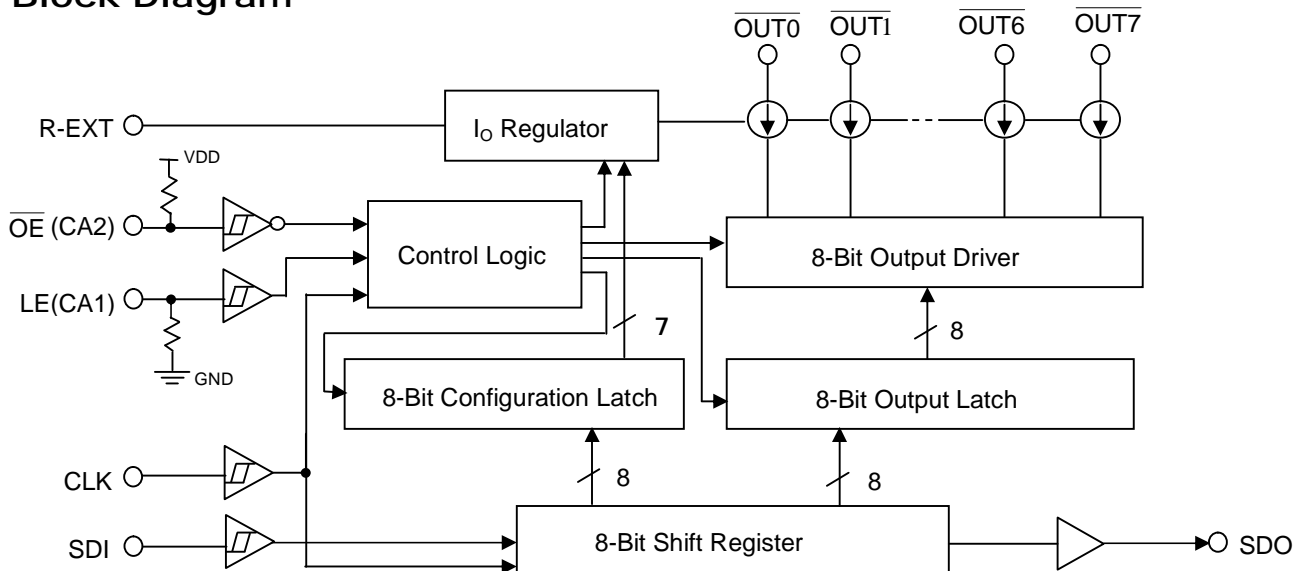 Block Diagram
OUT0 OUT1 OUT6 OUT7
R-EXT
IO Regulator
VDD
OE (CA2)
Control Logic
8-Bit Output Driver
LE(CA1)
7
8
GND
8-Bit Configuration Latch
8-Bit Output Latch
CLK
8
8
SDI
8-Bit Shift Register
SDO